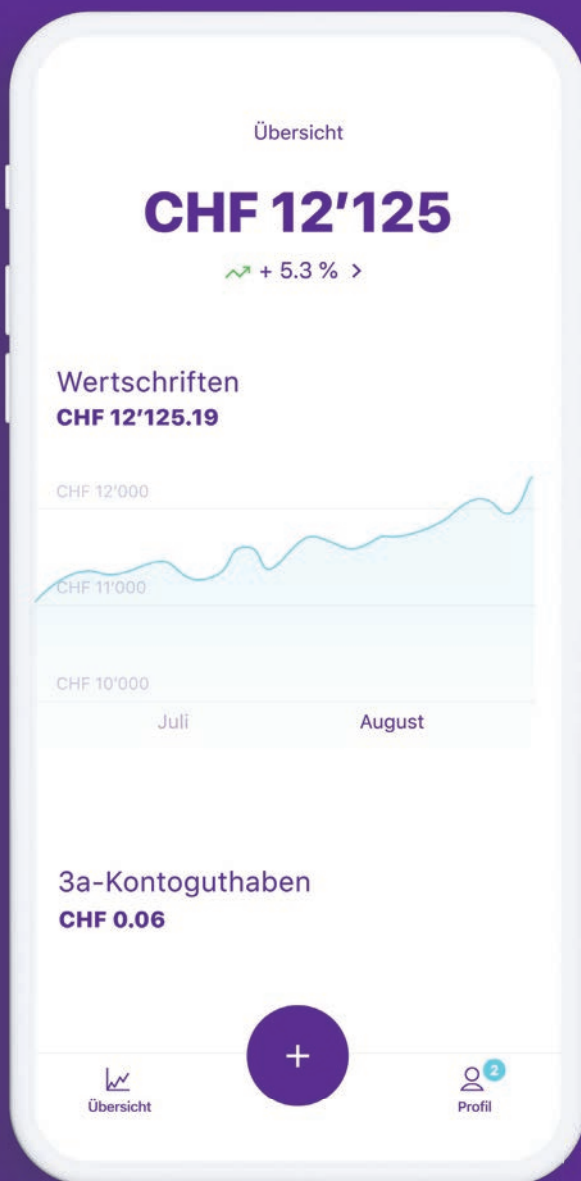 Übersicht
CHF 12’125
+ 5.3 % >
Wertschriften
CHF 12’125.19
CHF 12’000
CHF 11’000
CHF 10’000
Juli August
3a-Kontoguthaben
CHF 0.06
+
2
Übersicht Profil